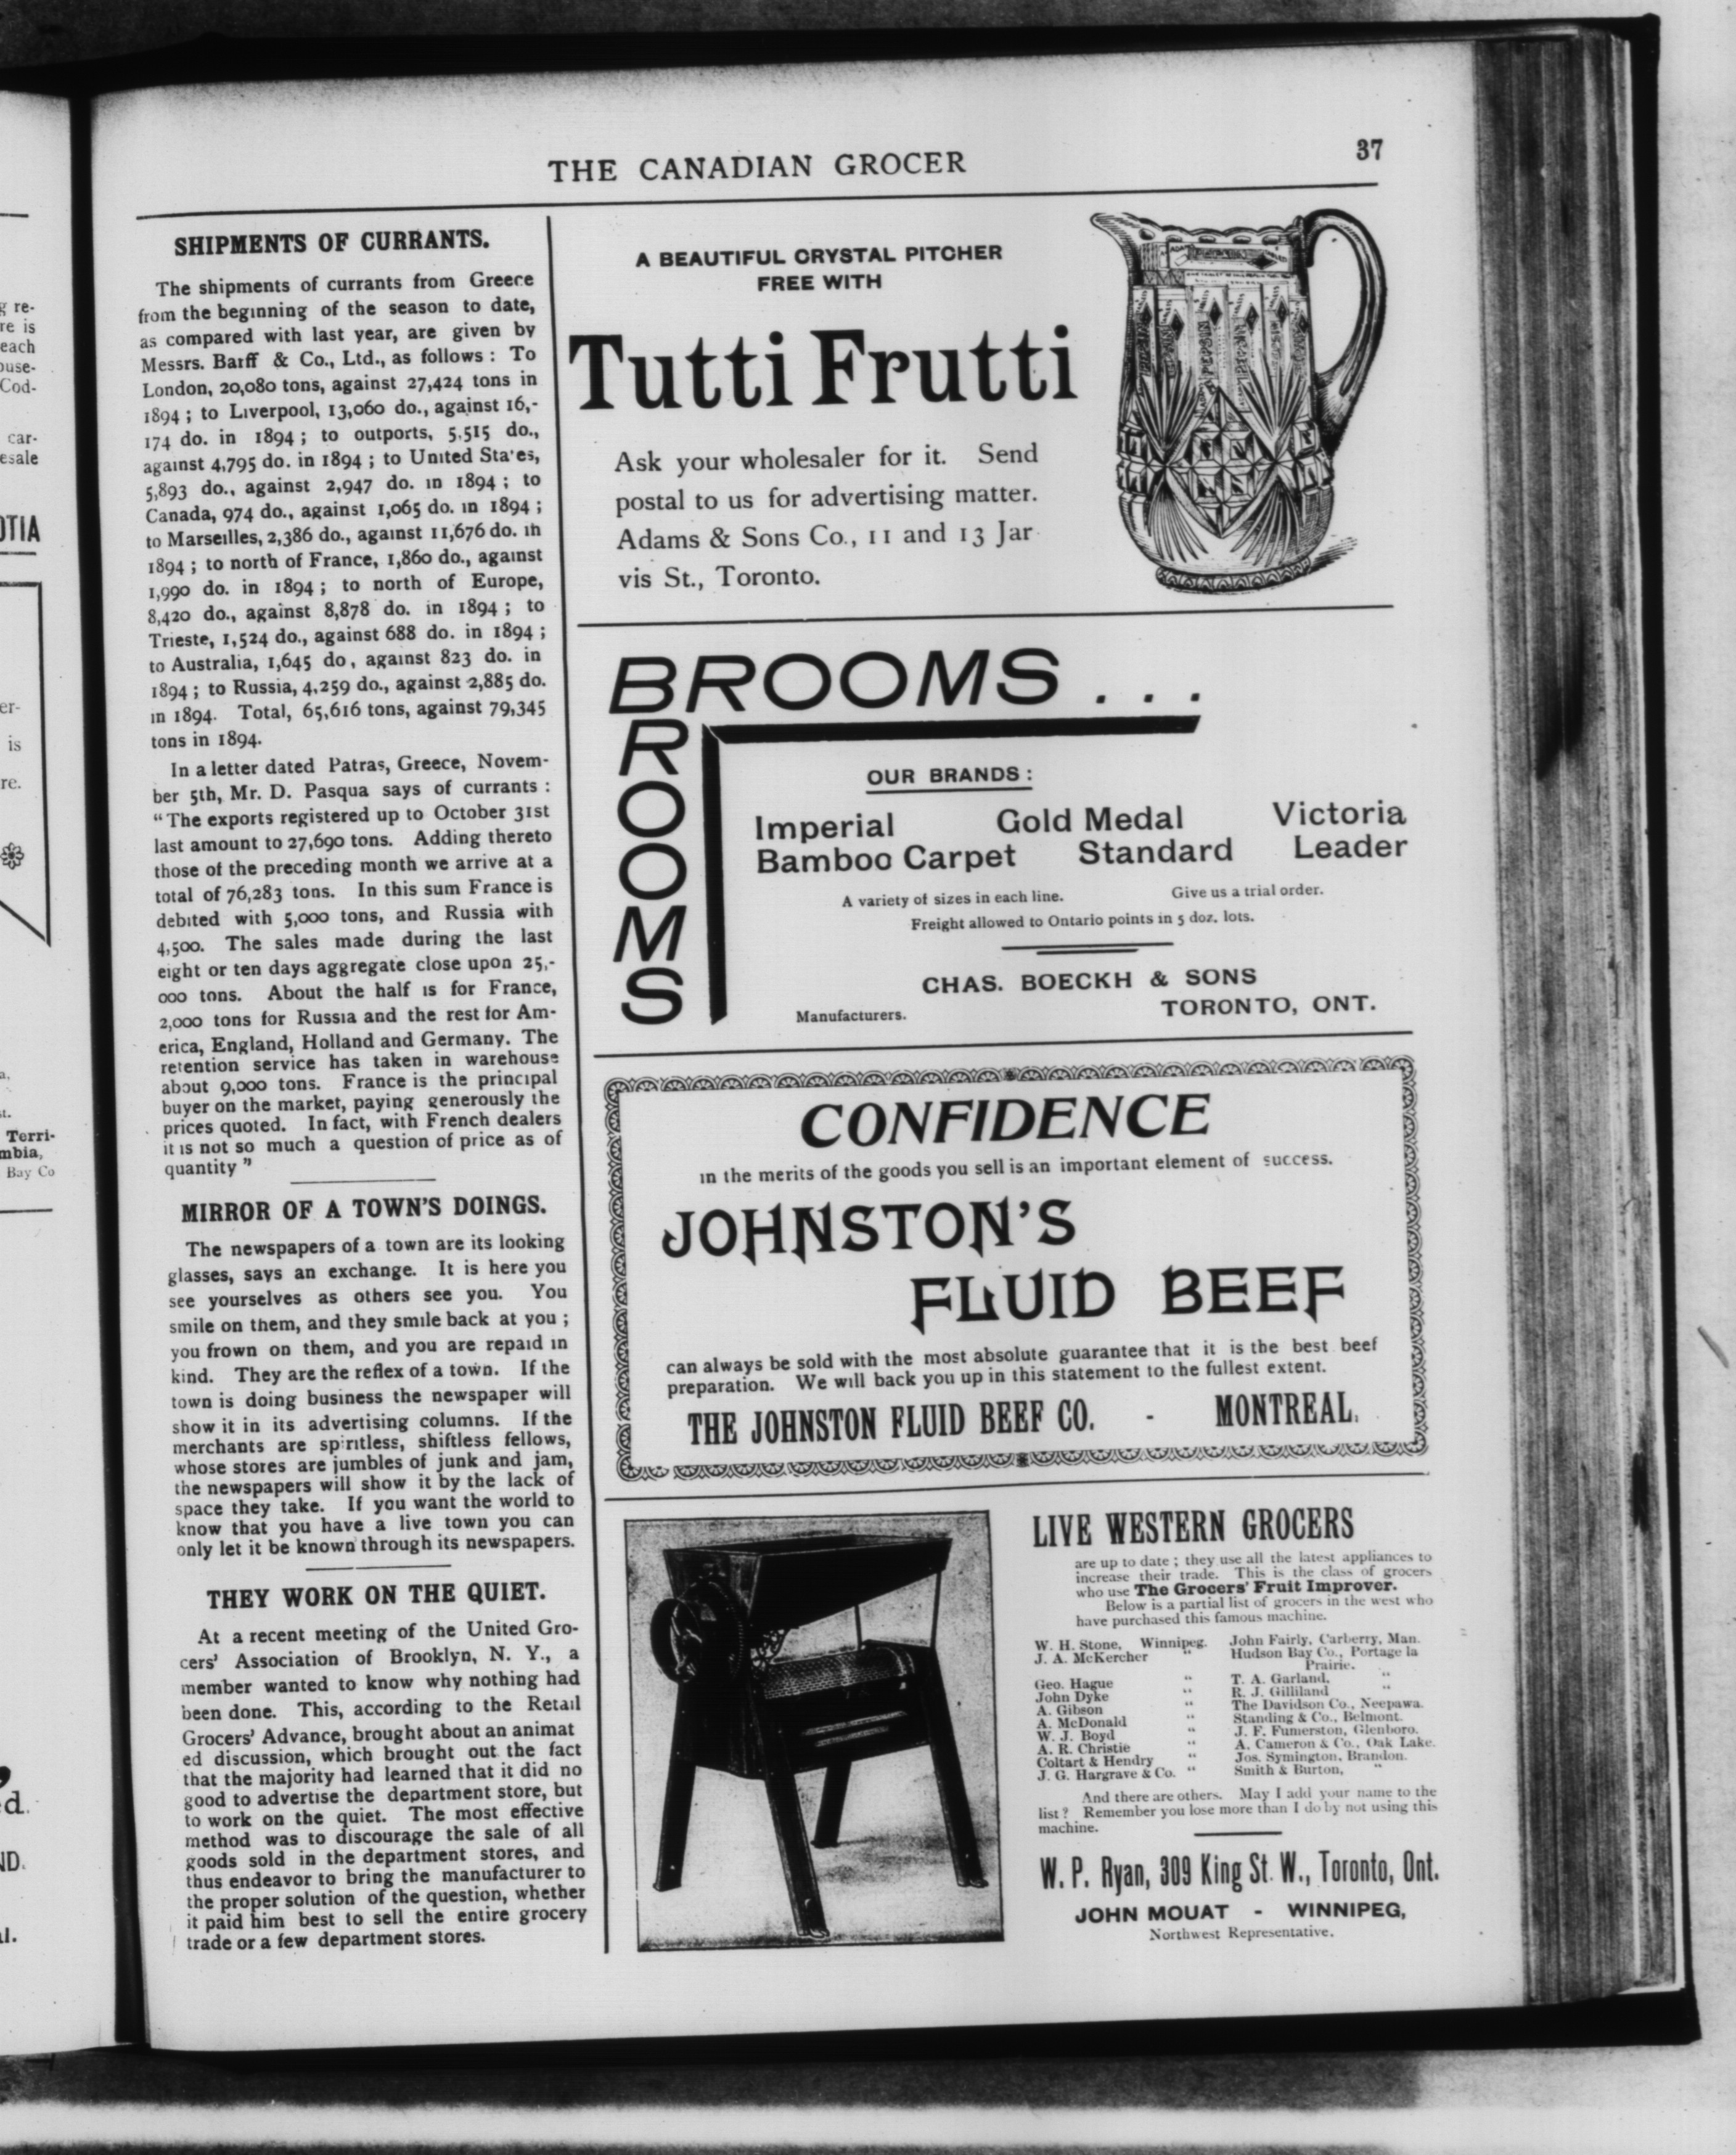 THE CANADIAN GROCER
37
SHIPMENTS OF CURRANTS.
The shipments of currants from Greece
from the beginning of the season to date,
as compared with last year, are given by
Messrs. Barff & Co., Ltd., as follows : To
London, 20,080 tons, against 27,424 tons in
1894 ; to Liverpool, 13,060 do., against 16,-
174 do. in 1894 ; to outports, 5,515 do.,
against 4,795 do. in 1894 ; to United States,
5,893 do., against 2,947 do. in 1894 ; to
Canada, 974 do., against 1,065 do. in 1894 ;
to Marseilles, 2,386 do., against 11,676 do. in
1894 ; to north of France, 1,860 do., against
1,990 do. in 1894 ; to north of Europe,
8,420 do., against 8,878 do. in 1894 ; to
Trieste, 1,524 do., against 688 do. in 1894 ;
to Australia, 1,645 do, against 823 do. in
1894 ; to Russia, 4,259 do., against 2,885 do.
in 1894. Total, 65,616 tons, against 79,345
tons in 1894.
In a letter dated Patras, Greece, Novem-
ber 5th, Mr. D. Pasqua says of currants :
“ The exports registered up to October 31st
last amount to 27,690 tons. Adding thereto
those of the preceding month we arrive at a
total of 76,283 tons. In this sum France is
debited with 5,000 tons, and Russia with
4,500. The sales made during the last
eight or ten days aggregate close upon 25,-
000 tons. About the half is for France,
2,000 tons for Russia and the rest for Am-
erica, England, Holland and Germany. The
retention service has taken in warehouse
about 9,000 tons. France is the principal
buyer on the market, paying generously the
prices quoted. In fact, with French dealers
it is not so much a question of price as of
quantity ”
MIRROR OF A TOWN'S DOINGS.
The newspapers of a town are its looking
glasses, says an exchange. It is here you
see yourselves as others see you. You
smile on them, and they smile back at you ;
you frown on them, and you are repaid in
kind. They are the reflex of a town. If the
town is doing business the newspaper will
show it in its advertising columns. If the
merchants are spiritless, shiftless fellows,
whose stores are jumbles of junk and jam,
the newspapers will show it by the lack of
space they take. If you want the world to
know that you have a live town you can
only let it be known through its newspapers.
THEY WORK ON THE QUIET.
At a recent meeting of the United Gro-
cers' Association of Brooklyn, N. Y., a
member wanted to know why nothing had
been done. This, according to the Retail
Grocers' Advance, brought about an animat
ed discussion, which brought out the fact
that the majority had learned that it did no
good to advertise the department store, but
to work on the quiet. The most effective
method was to discourage the sale of all
goods sold in the department stores, and
thus endeavor to bring the manufacturer to
the proper solution of the question, whether
it paid him best to sell the entire grocery
trade or a few department stores.
A BEAUTIFUL CRYSTAL PITCHER
FREE WITH
Tutti Frutti
Ask your wholesaler for it. Send
postal to us for advertising matter.
Adams & Sons Co., 11 and 13 Jar
vis St., Toronto.
BROOMS . . .
ROOMS
OUR BRANDS :
Imperial Gold Medal Victoria
Bamboo Carpet Standard Leader
A variety of sizes in each line. Give us a trial order.
Freight allowed to Ontario points in 5 doz. lots.
CHAS. BOECKH & SONS
Manufacturers. TORONTO, ONT.
CONFIDENCE
in the merits of the goods you sell is an important element of success.
JOHNSTON'S
FLUID BEEF
can always be sold with the most absolute guarantee that it is the best beef
preparation. We will back you up in this statement to the fullest extent.
THE JOHNSTON FLUID BEEF CO. - MONTREAL.
LIVE WESTERN GROCERS
are up to date ; they use all the latest appliances to
increase their trade. This is the class of grocers
who use The Grocers' Fruit Improver.
Below is a partial list of grocers in the west who
have purchased this famous machine.
W. H. Stone, Winnipeg. John Fairly, Carberry, Man.
J. A. McKercher “ Hudson Bay Co., Portage la
Prairie.
Geo. Hague “ T. A. Garland, “
John Dyke “ R. J. Gilliland “
A. Gibson “ The Davidson Co., Neepawa.
A. McDonald “ Standing & Co., Belmont.
W. J. Boyd “ J. F. Fumerston, Glenboro.
A. R. Christie “ A. Cameron & Co., Oak Lake.
Coltart & Hendry “ Jos. Symington, Brandon.
J. G. Hargrave & Co. “ Smith & Burton, “
And there are others. May I add your name to the
list ? Remember you lose more than I do by not using this
machine.
W. P. Ryan, 309 King St. W., Toronto, Ont.
JOHN MOUAT - WINNIPEG,
Northwest Representative.